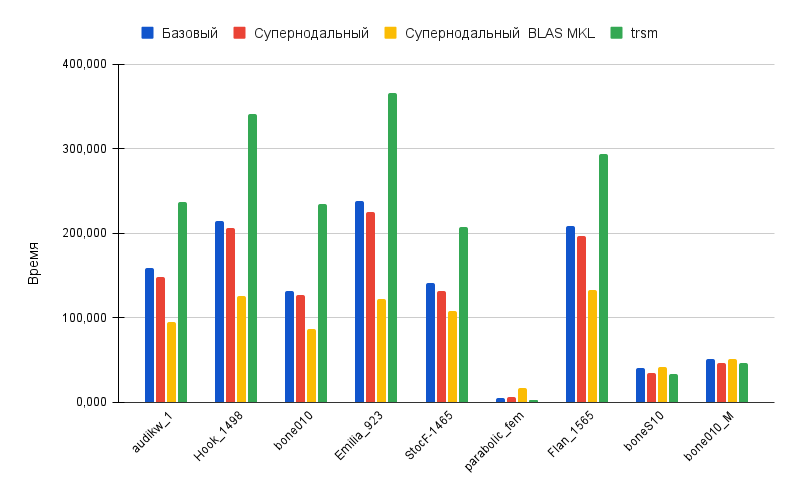 Базовый Супернодальный Супернодальный BLAS MKL trsm
400,000
300,000
200,000
100,000
0,000
Время
audikw_1
Hook_1498
bone010
Emilia_923
StocF-1465
parabolic_fem
Flan_1565
boneS10
bone010_M